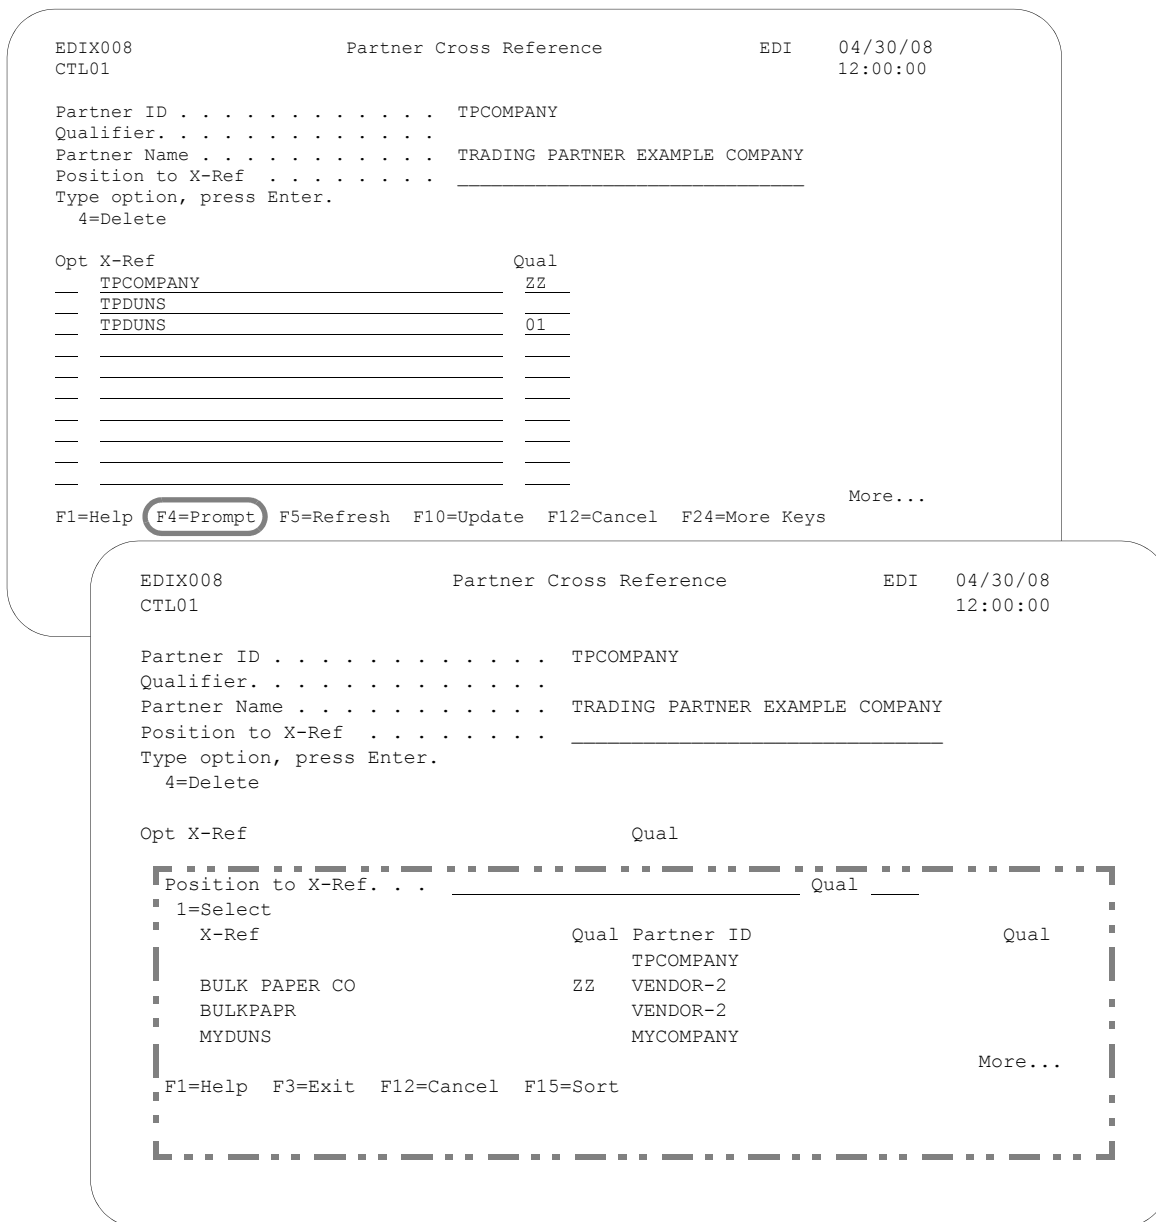 EDIX008 Partner Cross Reference EDI 04/30/08
CTL01 12:00:00
Partner ID . . . . . . . . . . . . TPCOMPANY
Qualifier. . . . . . . . . . . . .
Partner Name . . . . . . . . . . . TRADING PARTNER EXAMPLE COMPANY
Position to X-Ref . . . . . . . . _______________________________
Type option, press Enter.
4=Delete
Opt X-Ref Qual
TPCOMPANY ZZ
TPDUNS
TPDUNS 01
More...
F1=Help F4=Prompt F5=Refresh F10=Update F12=Cancel F24=More Keys
EDIX008 Partner Cross Reference EDI 04/30/08
CTL01 12:00:00
Partner ID . . . . . . . . . . . . TPCOMPANY
Qualifier. . . . . . . . . . . . .
Partner Name . . . . . . . . . . . TRADING PARTNER EXAMPLE COMPANY
Position to X-Ref . . . . . . . . _______________________________
Type option, press Enter.
4=Delete
Opt X-Ref Qual
Position to X-Ref. . . Qual
1=Select
X-Ref Qual Partner ID Qual
TPCOMPANY
BULK PAPER CO ZZ VENDOR-2
BULKPAPR VENDOR-2
MYDUNS MYCOMPANY
More...
F1=Help F3=Exit F12=Cancel F15=Sort